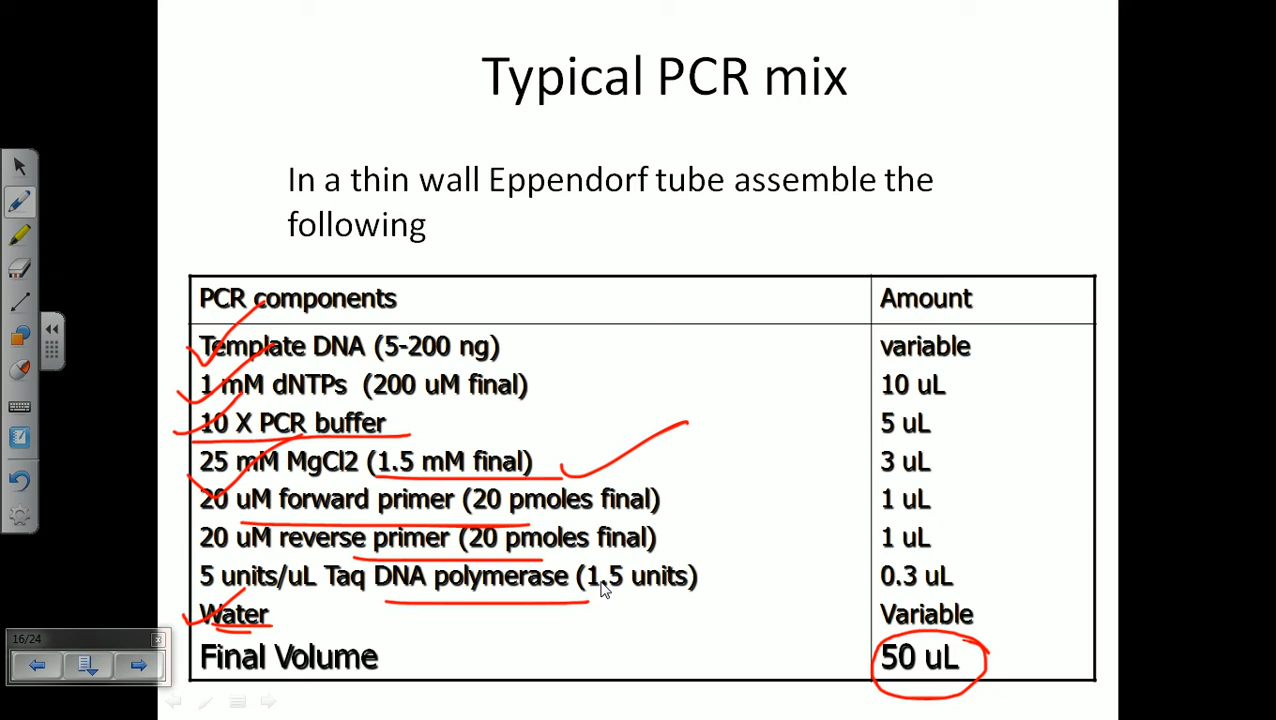 Typical PCR mix
In a thin wall Eppendorf tube assemble the
following
PCR components Amount
Template DNA (5-200 ng) variable
1 mM dNTPs (200 uM final) 10 uL
10 X PCR buffer 5 uL
25 mM MgCl2 (1.5 mM final) 3 uL
20 uM forward primer (20 pmoles final) 1 uL
20 uM reverse primer (20 pmoles final) 1 uL
5 units/uL Taq DNA polymerase (1.5 units) 0.3 uL
Water Variable
Final Volume 50 uL
16/24